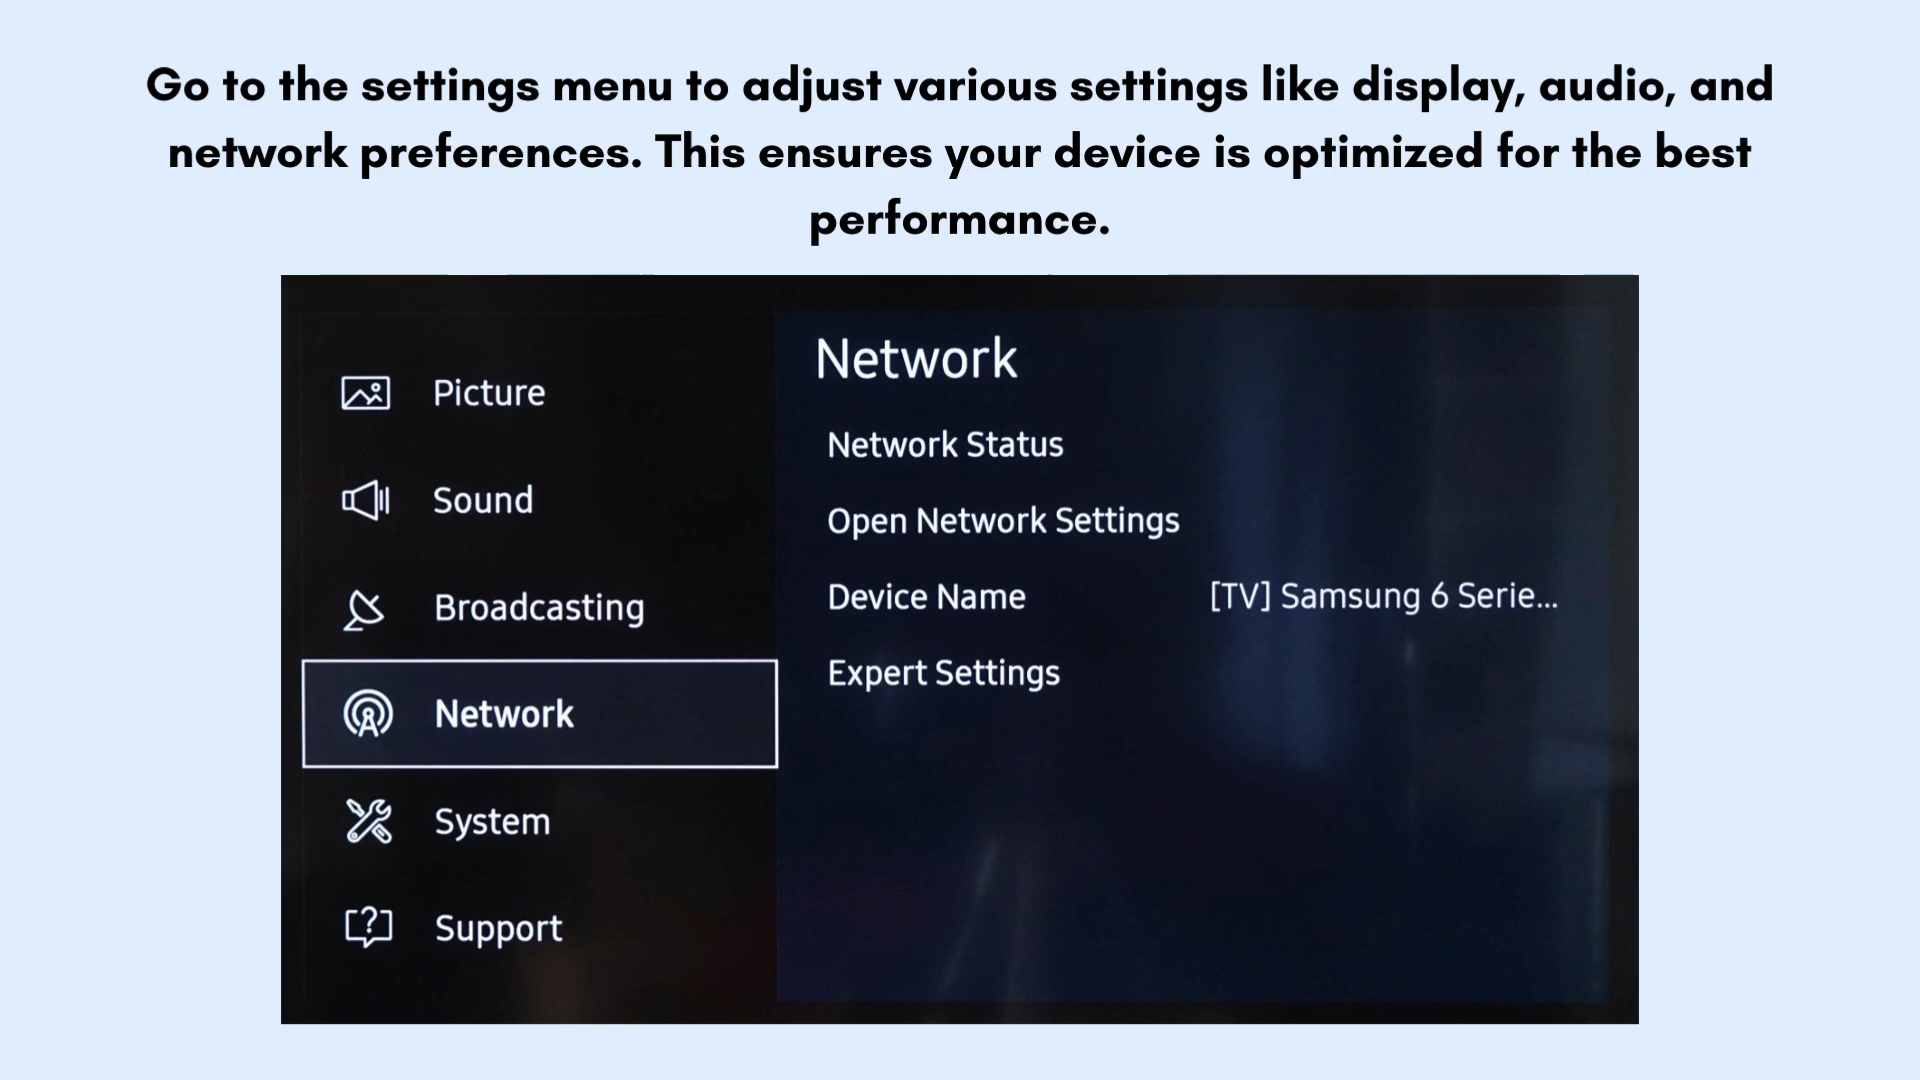 Go to the settings menu to adjust various settings like display, audio, and
network preferences. This ensures your device is optimized for the best
performance.
Picture
Sound
Broadcasting
Network
System
Support
Network
Network Status
Open Network Settings
Device Name [TV] Samsung 6 Serie...
Expert Settings